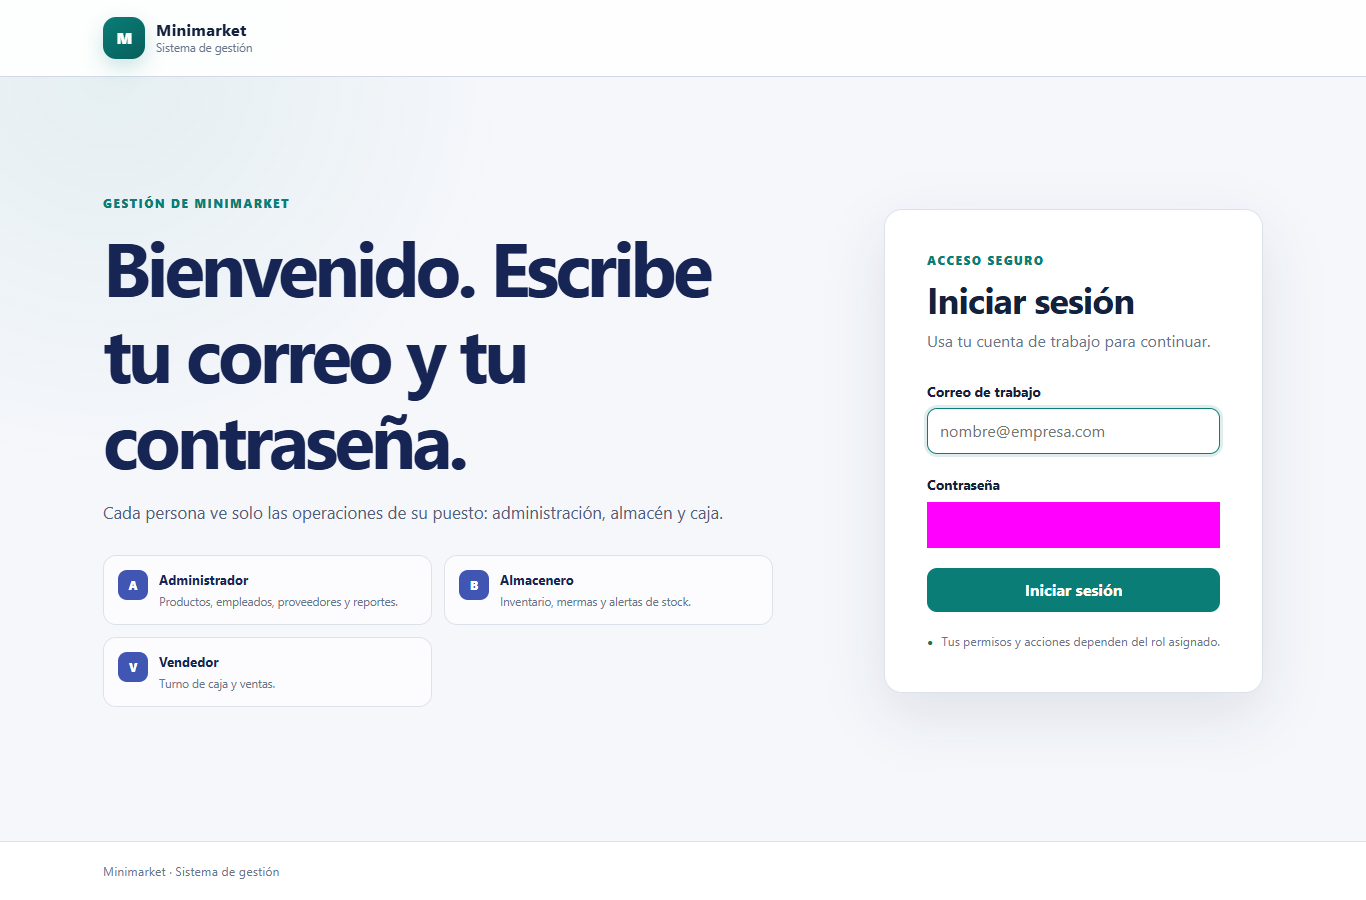 M
Minimarket
Sistema de gestión
GESTIÓN DE MINIMARKET
Bienvenido. Escribe
tu correo y tu
contraseña.
Cada persona ve solo las operaciones de su puesto: administración, almacén y caja.
A
Administrador
Productos, empleados, proveedores y reportes.
B
Almacenero
Inventario, mermas y alertas de stock.
V
Vendedor
Turno de caja y ventas.
ACCESO SEGURO
Iniciar sesión
Usa tu cuenta de trabajo para continuar.
Correo de trabajo
nombre@empresa.com
Contraseña
Iniciar sesión
• Tus permisos y acciones dependen del rol asignado.
Minimarket · Sistema de gestión